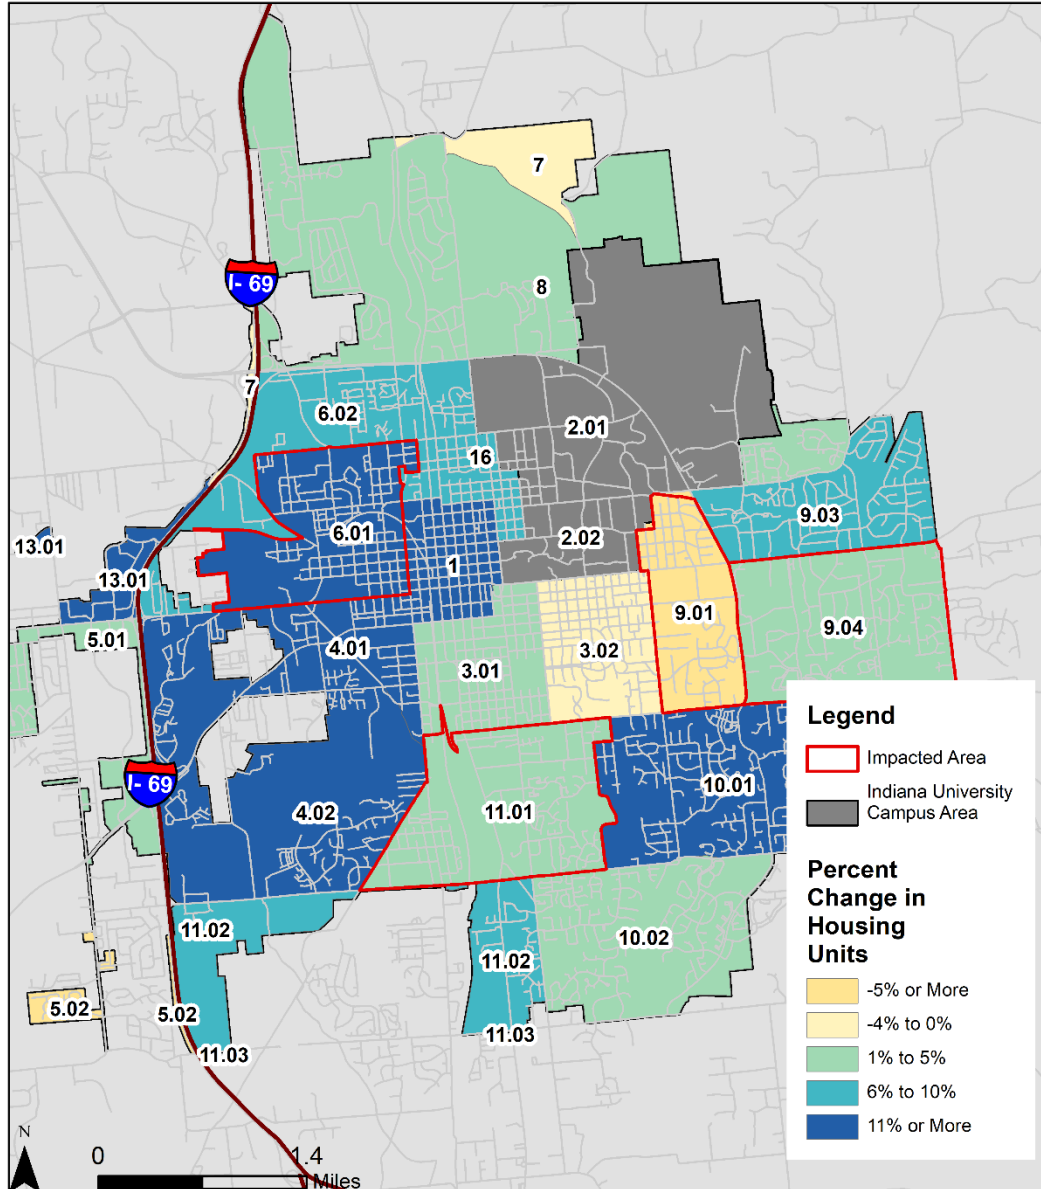 7
I- 69
8
7
6.02
2.01
16
9.03
6.01
13.01
2.02
1
13.01
9.01
9.04
5.01
4.01
3.02
3.01
Legend
Impacted Area
Indiana University
Campus Area
I- 69
10.01
4.02
11.01
Percent
Change in
Housing
Units
11.02
10.02
11.02
-5% or More
5.02
5.02
-4% to 0%
11.03
11.03
1% to 5%
6% to 10%
11% or More
N
0
1.4
Miles